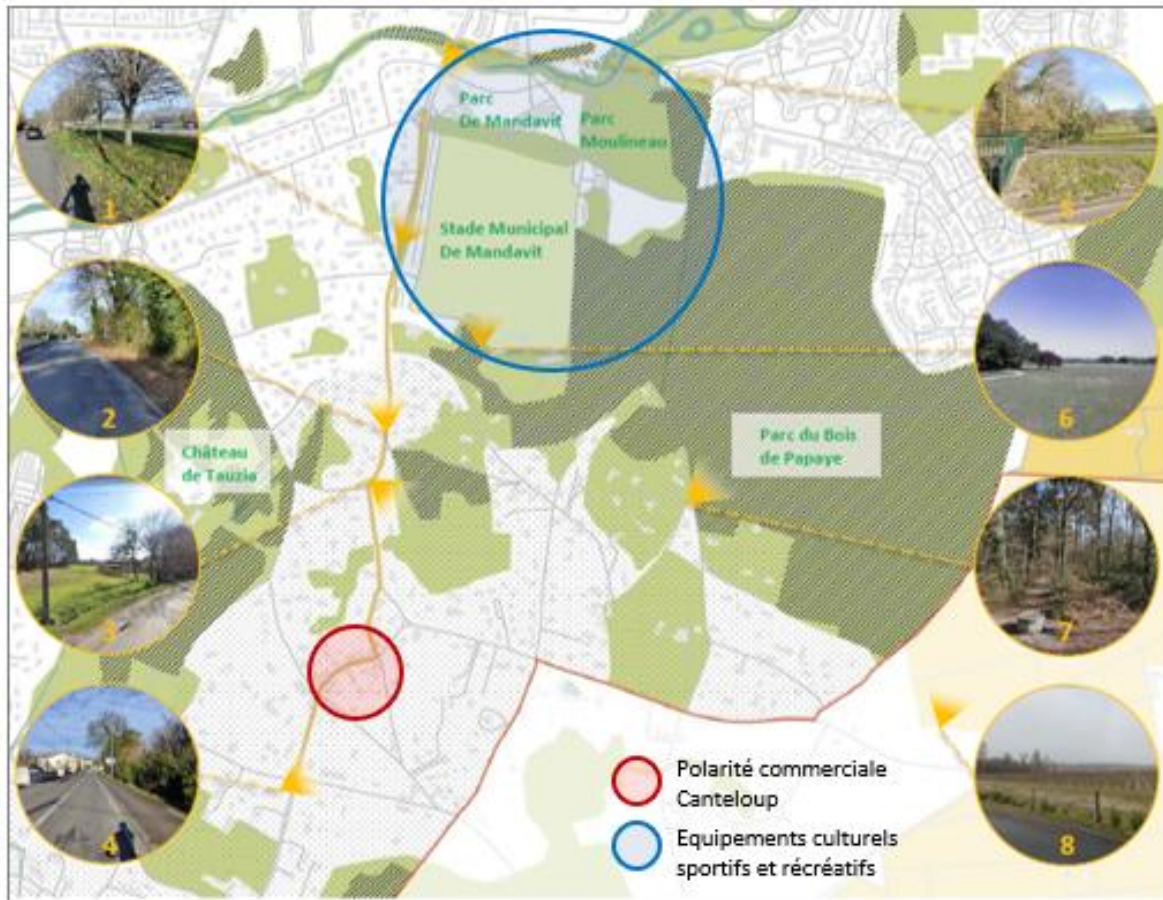 1
2
3
4
Parc
De Mandavit
Parc
Moulineau
Stade Municipal
De Mandavit
Château
de Tauzia
Parc du Bois
de Papaye
6
7
8
Polarité commerciale
Canteloup
Equipements culturels
sportifs et récréatifs